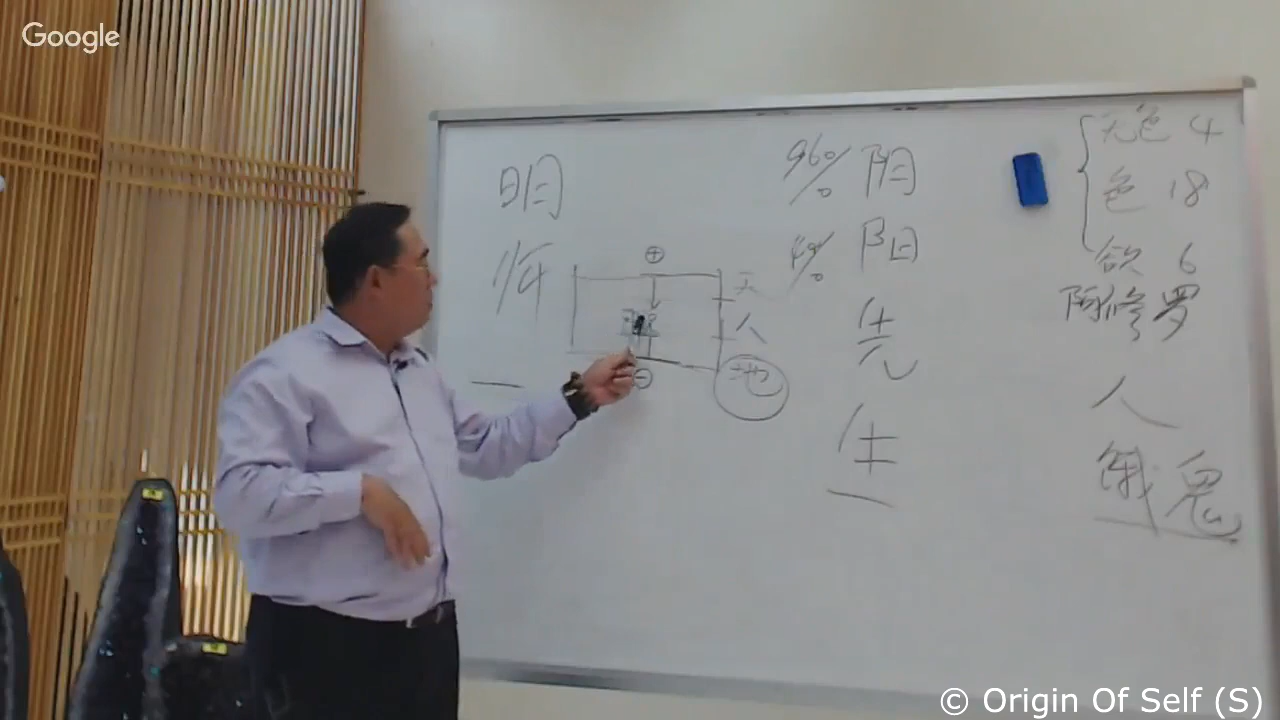 Google
明
师
⊕
天
人
地
⊖
96%
阴
4%
阳
先
生
无色 4
色 18
欲 6
阿修罗
人
饿鬼
© Origin Of Self (S)